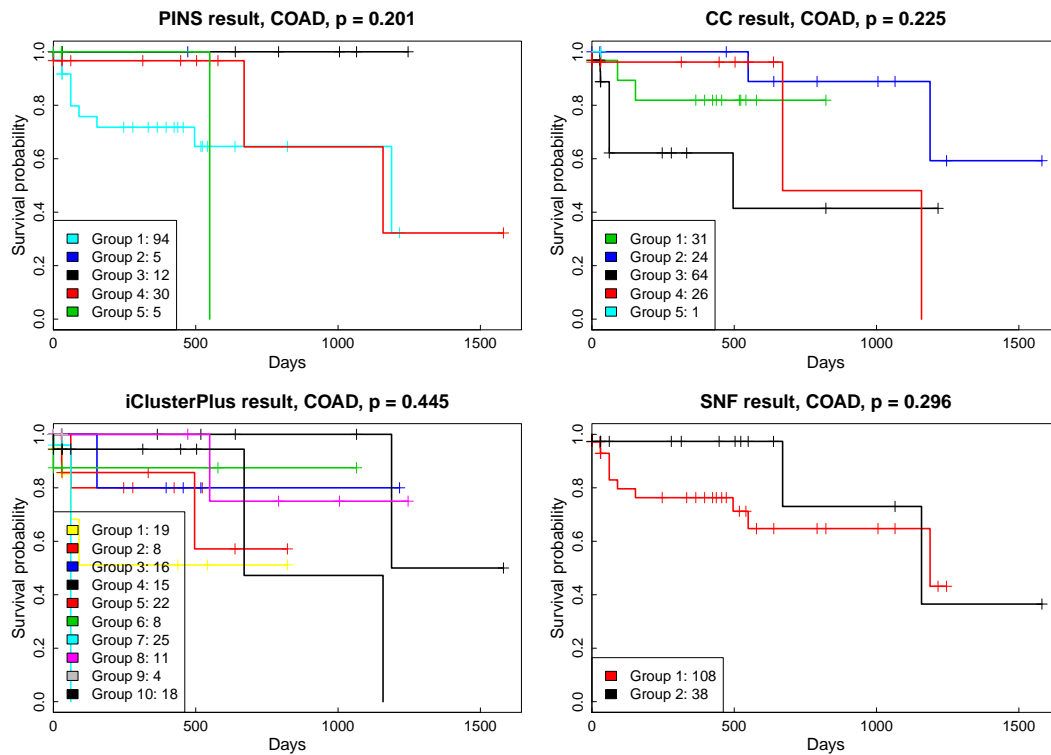 PINS result, COAD, p = 0.201
Survival probability
1.0
0.8
0.6
0.4
0.2
0.0
Group 1: 94
Group 2: 5
Group 3: 12
Group 4: 30
Group 5: 5
0 500 1000 1500
Days
CC result, COAD, p = 0.225
Survival probability
1.0
0.8
0.6
0.4
0.2
0.0
Group 1: 31
Group 2: 24
Group 3: 64
Group 4: 26
Group 5: 1
0 500 1000 1500
Days
iClusterPlus result, COAD, p = 0.445
Survival probability
1.0
0.8
0.6
0.4
0.2
0.0
Group 1: 19
Group 2: 8
Group 3: 16
Group 4: 15
Group 5: 22
Group 6: 8
Group 7: 25
Group 8: 11
Group 9: 4
Group 10: 18
0 500 1000 1500
Days
SNF result, COAD, p = 0.296
Survival probability
1.0
0.8
0.6
0.4
0.2
0.0
Group 1: 108
Group 2: 38
0 500 1000 1500
Days